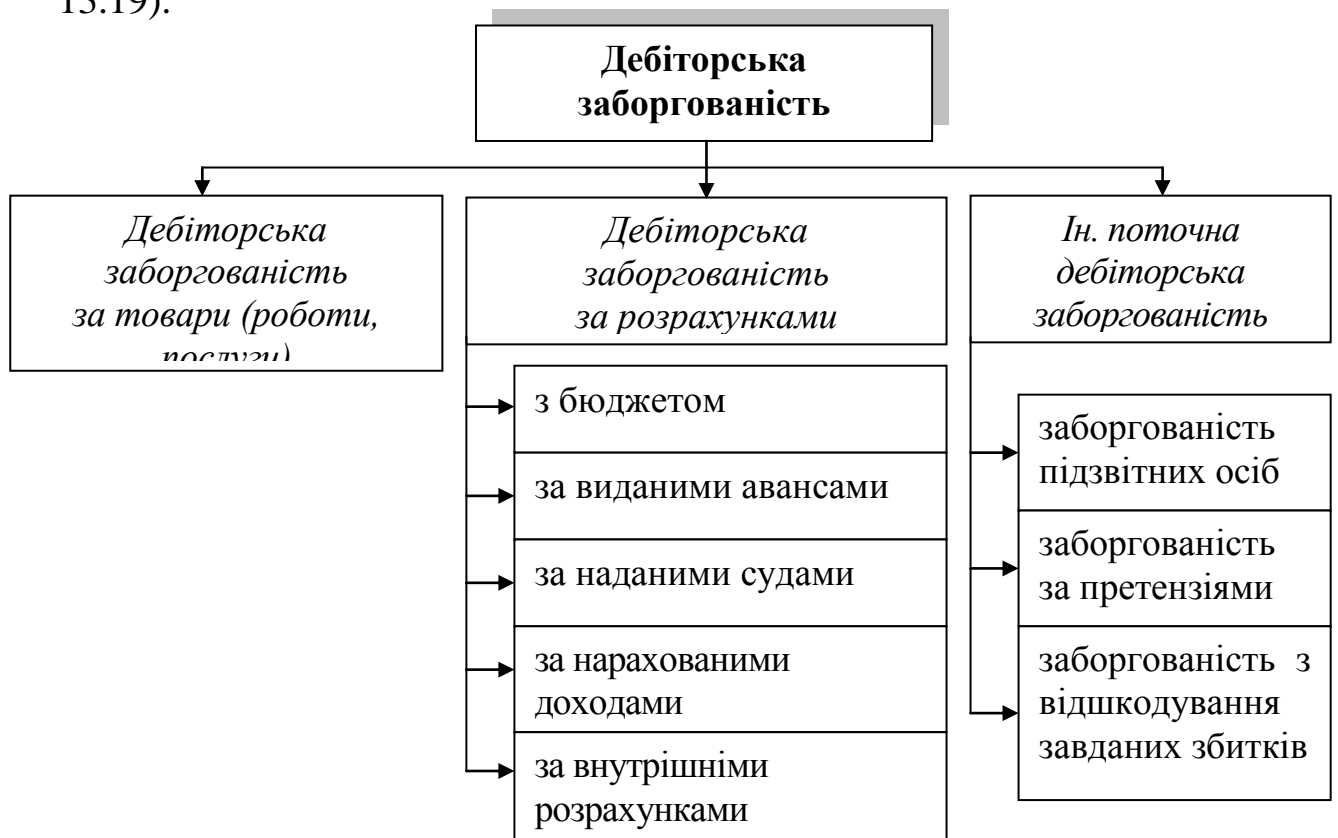 13.19).
Дебіторська
заборгованість
Дебіторська
заборгованість
за товари (роботи,
послуги)
Дебіторська
заборгованість
за розрахунками
Ін. поточна
дебіторська
заборгованість
з бюджетом
за виданими авансами
за наданими судами
за нарахованими
доходами
за внутрішніми
розрахунками
заборгованість
підзвітних осіб
заборгованість
за претензіями
заборгованість з
відшкодування
завданих збитків